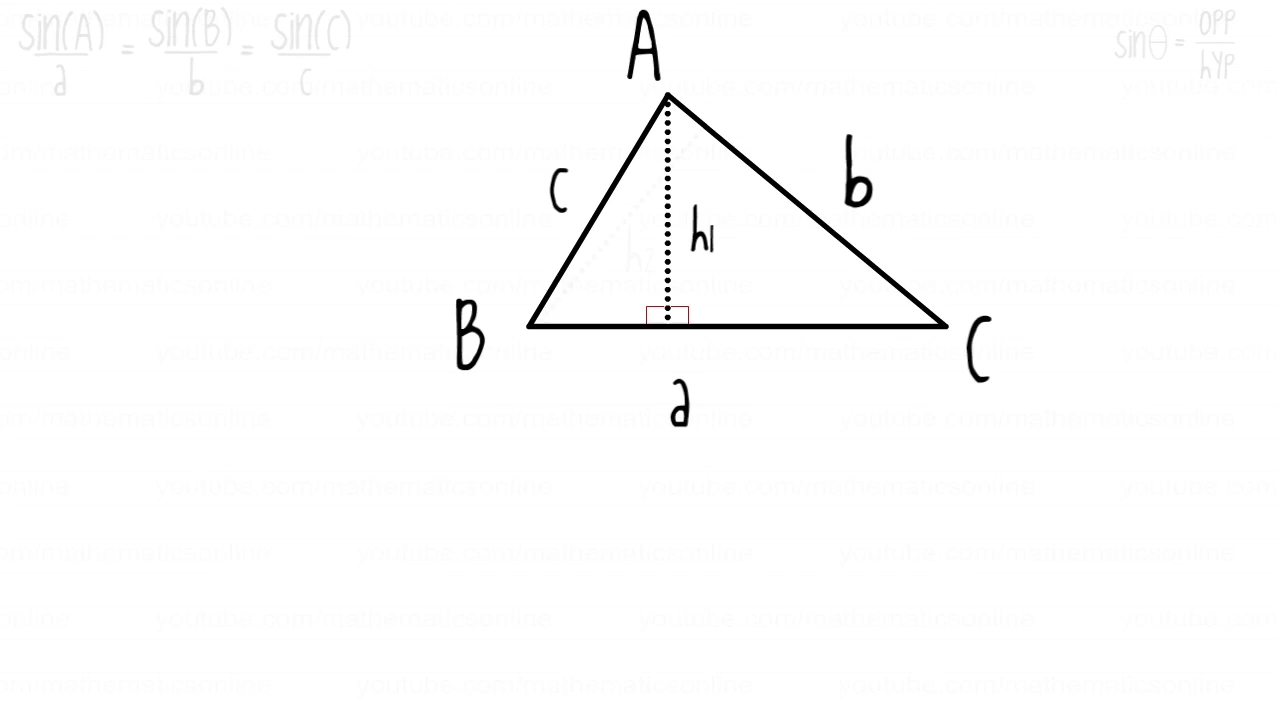 sin(A)/a = sin(B)/b = sin(C)/c
sinθ = OPP/HYP
A
c
b
h1
h2
B
C
a
youtube.com/mathematicsonline